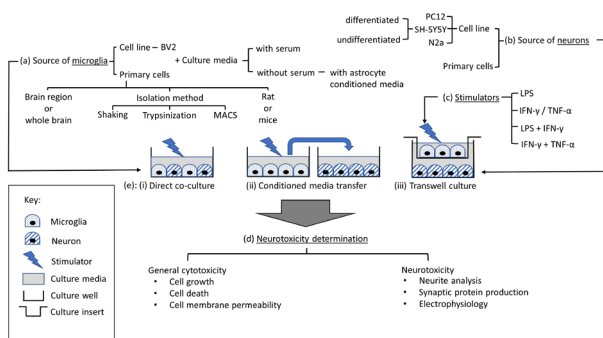 differentiated
undifferentiated
PC12
SH-SY5Y
N2a
Cell line
(b) Source of neurons
Primary cells
(a) Source of microglia
Cell line – BV2
Primary cells
+ Culture media
with serum
without serum
with astrocyte
conditioned media
Brain region
or
whole brain
Isolation method
Shaking
Trypsinization
MACS
Rat
or
mice
(c) Stimulators
LPS
IFN-γ / TNF-α
LPS + IFN-γ
IFN-γ + TNF-α
(e): (i) Direct co-culture
(ii) Conditioned media transfer
(iii) Transwell culture
Key:
Microglia
Neuron
Stimulator
Culture media
Culture well
Culture insert
(d) Neurotoxicity determination
General cytotoxicity
• Cell growth
• Cell death
• Cell membrane permeability
Neurotoxicity
• Neurite analysis
• Synaptic protein production
• Electrophysiology